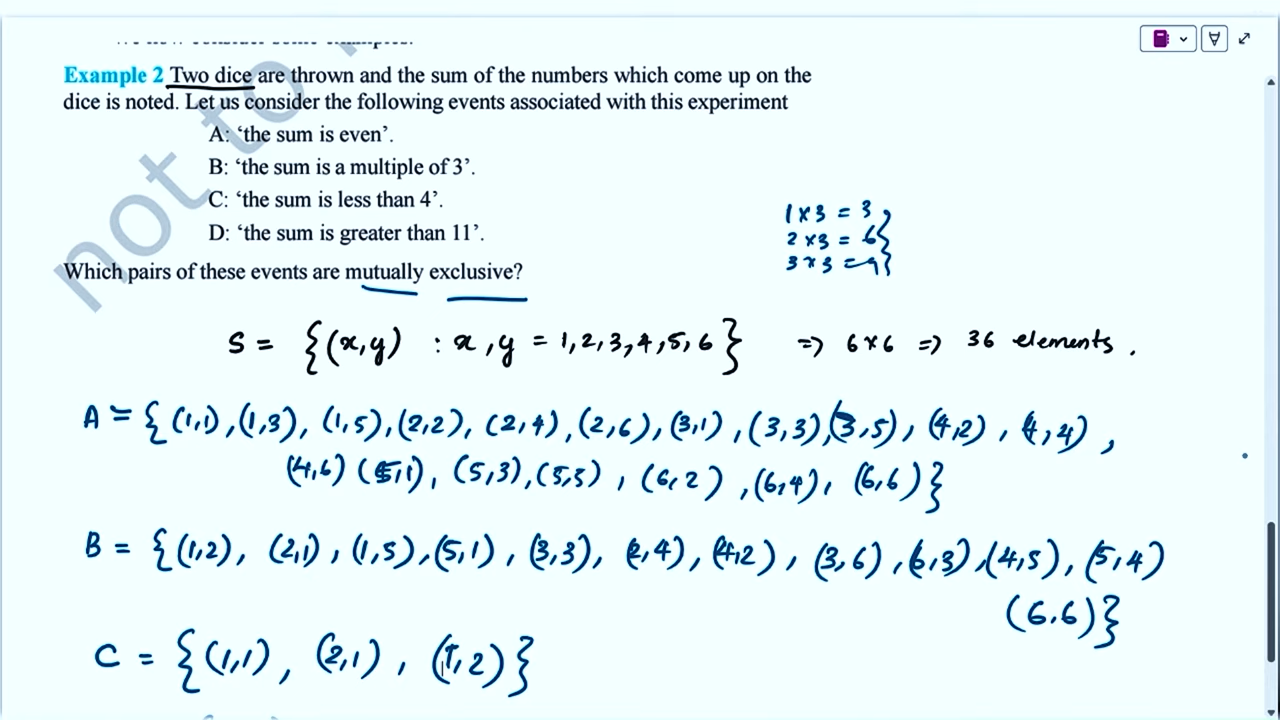 Example 2 Two dice are thrown and the sum of the numbers which come up on the
dice is noted. Let us consider the following events associated with this experiment
A: ‘the sum is even’.
B: ‘the sum is a multiple of 3’.
C: ‘the sum is less than 4’.
D: ‘the sum is greater than 11’.
Which pairs of these events are mutually exclusive?
not to
1 x 3 = 3
2 x 3 = 6
3 x 3 = 9
S = {(x,y) : x,y = 1,2,3,4,5,6} => 6x6 => 36 elements.
A = {(1,1),(1,3), (1,5),(2,2), (2,4),(2,6),(3,1),(3,3),(3,5),(4,2),(4,4),
(4,6) (5,1), (5,3),(5,5), (6,2),(6,4),(6,6)}
B = {(1,2), (2,1),(1,5),(5,1),(3,3), (2,4),(4,2),(3,6),(6,3),(4,5),(5,4)
(6.6)}
C = {(1,1), (2,1), (1,2)}